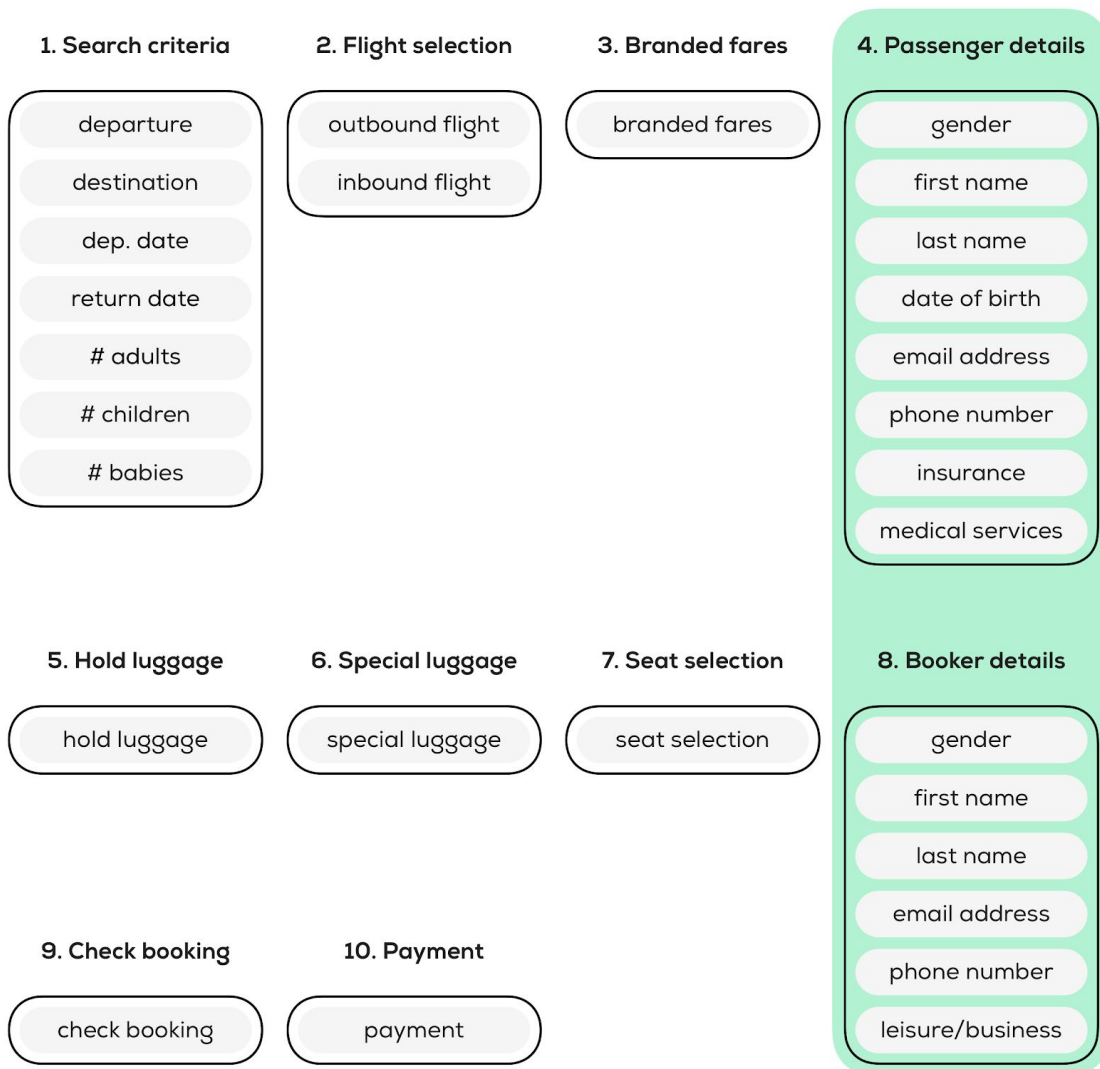 1. Search criteria
departure
destination
dep. date
return date
# adults
# children
# babies
2. Flight selection
outbound flight
inbound flight
3. Branded fares
branded fares
4. Passenger details
gender
first name
last name
date of birth
email address
phone number
insurance
medical services
5. Hold luggage
hold luggage
6. Special luggage
special luggage
7. Seat selection
seat selection
8. Booker details
gender
first name
last name
email address
phone number
leisure/business
9. Check booking
check booking
10. Payment
payment